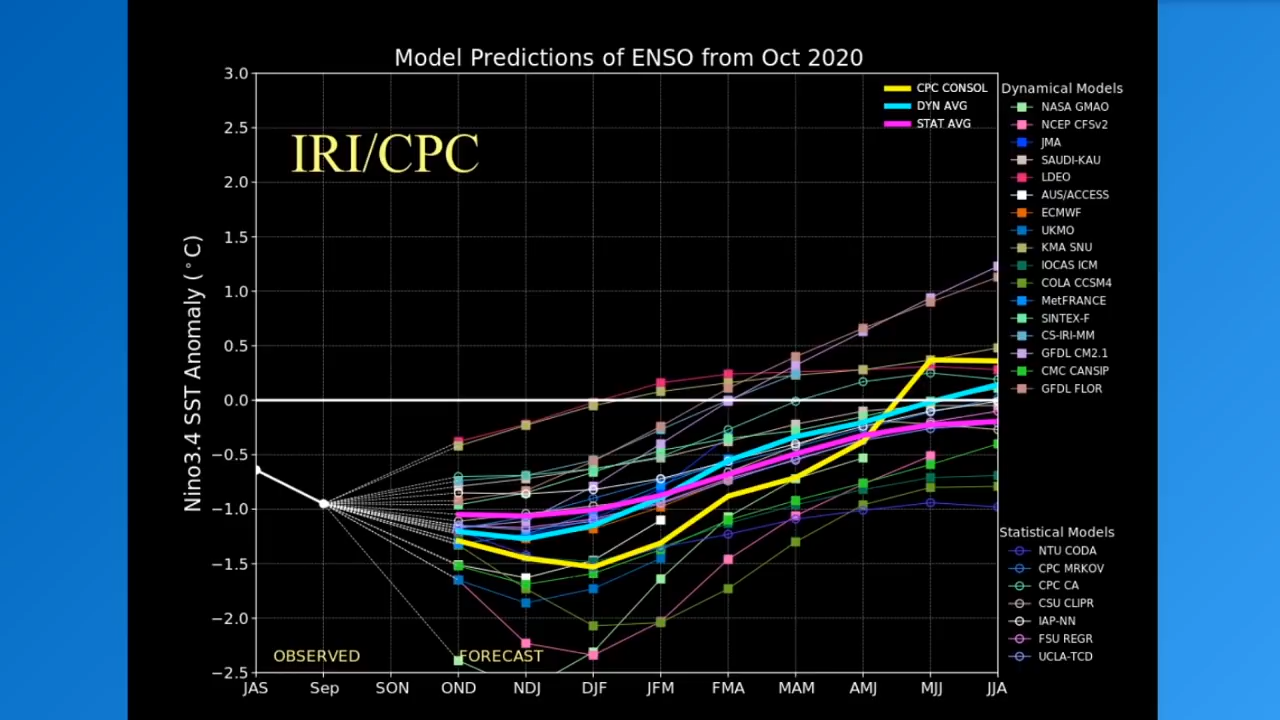 Model Predictions of ENSO from Oct 2020
IRI/CPC
CPC CONSOL
DYN AVG
STAT AVG
Nino3.4 SST Anomaly (°C)
3.0
2.5
2.0
1.5
1.0
0.5
0.0
−0.5
−1.0
−1.5
−2.0
−2.5
OBSERVED
FORECAST
JAS Sep SON OND NDJ DJF JFM FMA MAM AMJ MJJ JJA
Dynamical Models
NASA GMAO
NCEP CFSv2
JMA
SAUDI-KAU
LDEO
AUS/ACCESS
ECMWF
UKMO
KMA SNU
IOCAS ICM
COLA CCSM4
MetFRANCE
SINTEX-F
CS-IRI-MM
GFDL CM2.1
CMC CANSIP
GFDL FLOR
Statistical Models
NTU CODA
CPC MRKOV
CPC CA
CSU CLIPR
IAP-NN
FSU REGR
UCLA-TCD